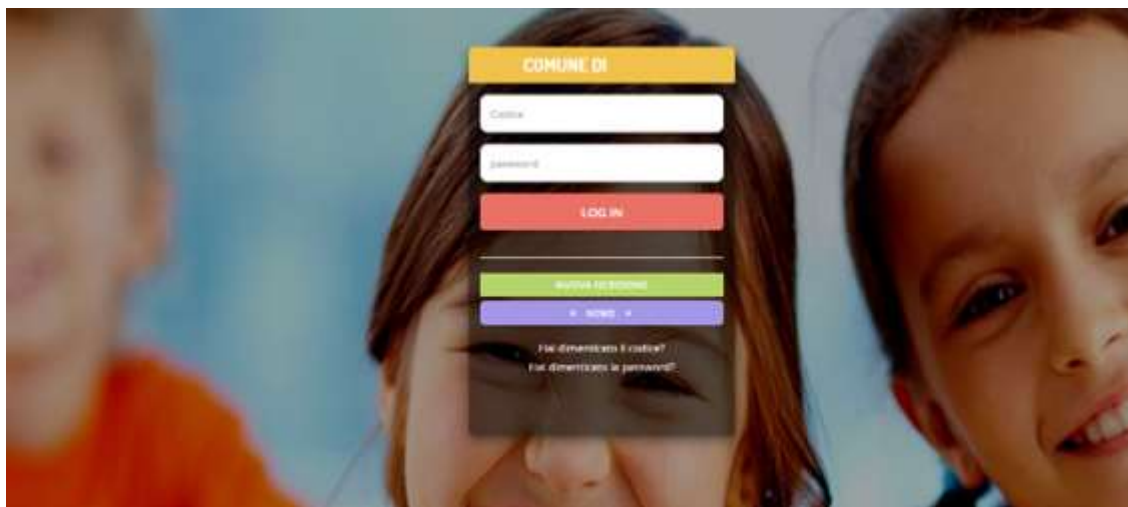 COMUNE DI
Codice
password
LOG IN
NUOVA ISCRIZIONE
Hai dimenticato il codice?
Hai dimenticato la password?